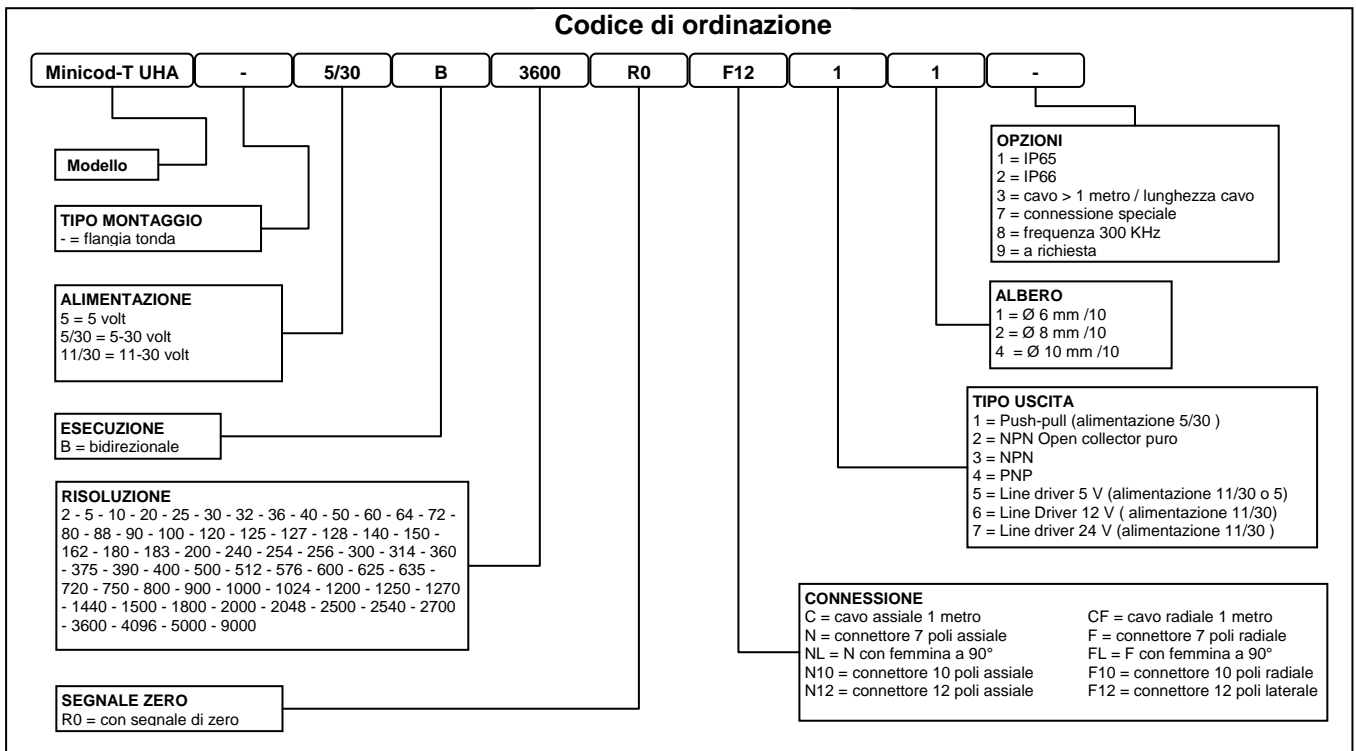 Codice di ordinazione
Minicod-T UHA - 5/30 B 3600 R0 F12 1 1 -
Modello
TIPO MONTAGGIO
- = flangia tonda
ALIMENTAZIONE
5 = 5 volt
5/30 = 5-30 volt
11/30 = 11-30 volt
ESECUZIONE
B = bidirezionale
RISOLUZIONE
2 - 5 - 10 - 20 - 25 - 30 - 32 - 36 - 40 - 50 - 60 - 64 - 72 -
80 - 88 - 90 - 100 - 120 - 125 - 127 - 128 - 140 - 150 -
162 - 180 - 183 - 200 - 240 - 254 - 256 - 300 - 314 - 360
- 375 - 390 - 400 - 500 - 512 - 576 - 600 - 625 - 635 -
720 - 750 - 800 - 900 - 1000 - 1024 - 1200 - 1250 - 1270
- 1440 - 1500 - 1800 - 2000 - 2048 - 2500 - 2540 - 2700
- 3600 - 4096 - 5000 - 9000
SEGNALE ZERO
R0 = con segnale di zero
OPZIONI
1 = IP65
2 = IP66
3 = cavo > 1 metro / lunghezza cavo
7 = connessione speciale
8 = frequenza 300 KHz
9 = a richiesta
ALBERO
1 = Ø 6 mm /10
2 = Ø 8 mm /10
4 = Ø 10 mm /10
TIPO USCITA
1 = Push-pull (alimentazione 5/30 )
2 = NPN Open collector puro
3 = NPN
4 = PNP
5 = Line driver 5 V (alimentazione 11/30 o 5)
6 = Line Driver 12 V ( alimentazione 11/30)
7 = Line driver 24 V (alimentazione 11/30 )
CONNESSIONE
C = cavo assiale 1 metro CF = cavo radiale 1 metro
N = connettore 7 poli assiale F = connettore 7 poli radiale
NL = N con femmina a 90° FL = F con femmina a 90°
N10 = connettore 10 poli assiale F10 = connettore 10 poli radiale
N12 = connettore 12 poli assiale F12 = connettore 12 poli laterale